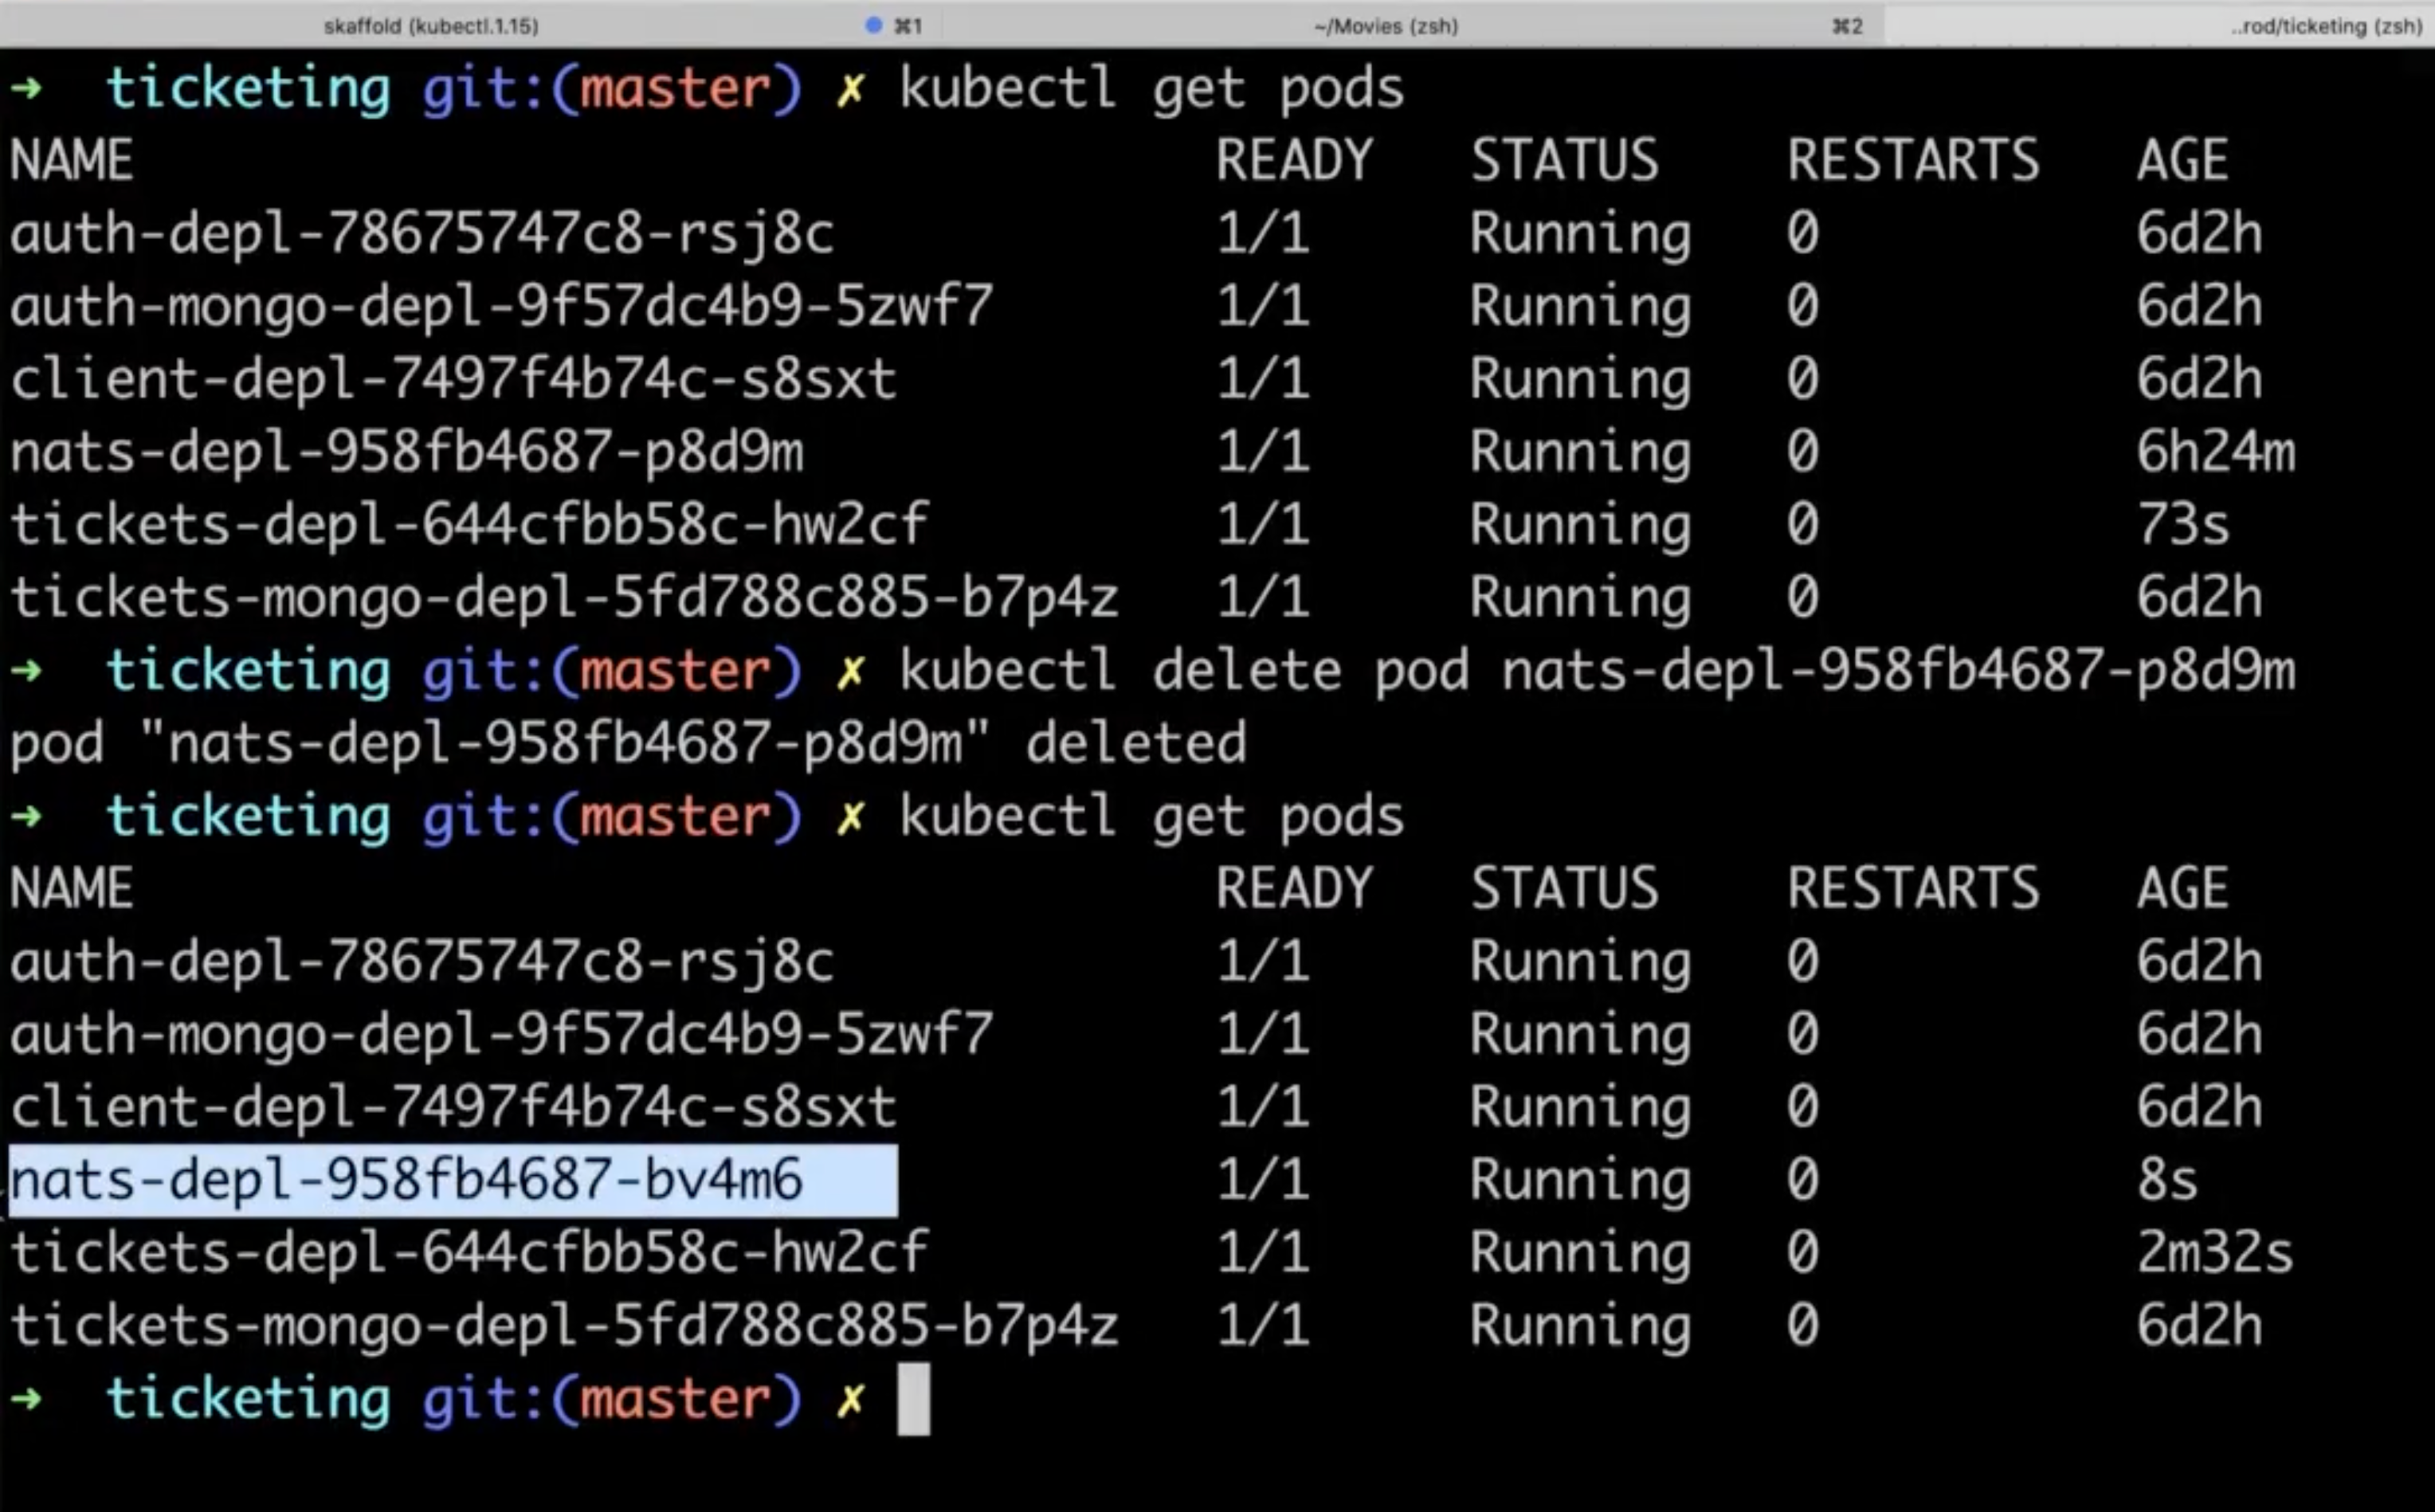 skaffold (kubectl.1.15) ⌘1 ~/Movies (zsh) ⌘2 ..rod/ticketing (zsh)
➜ ticketing git:(master) ✗ kubectl get pods
NAME READY STATUS RESTARTS AGE
auth-depl-78675747c8-rsj8c 1/1 Running 0 6d2h
auth-mongo-depl-9f57dc4b9-5zwf7 1/1 Running 0 6d2h
client-depl-7497f4b74c-s8sxt 1/1 Running 0 6d2h
nats-depl-958fb4687-p8d9m 1/1 Running 0 6h24m
tickets-depl-644cfbb58c-hw2cf 1/1 Running 0 73s
tickets-mongo-depl-5fd788c885-b7p4z 1/1 Running 0 6d2h
➜ ticketing git:(master) ✗ kubectl delete pod nats-depl-958fb4687-p8d9m
pod "nats-depl-958fb4687-p8d9m" deleted
➜ ticketing git:(master) ✗ kubectl get pods
NAME READY STATUS RESTARTS AGE
auth-depl-78675747c8-rsj8c 1/1 Running 0 6d2h
auth-mongo-depl-9f57dc4b9-5zwf7 1/1 Running 0 6d2h
client-depl-7497f4b74c-s8sxt 1/1 Running 0 6d2h
nats-depl-958fb4687-bv4m6 1/1 Running 0 8s
tickets-depl-644cfbb58c-hw2cf 1/1 Running 0 2m32s
tickets-mongo-depl-5fd788c885-b7p4z 1/1 Running 0 6d2h
➜ ticketing git:(master) ✗